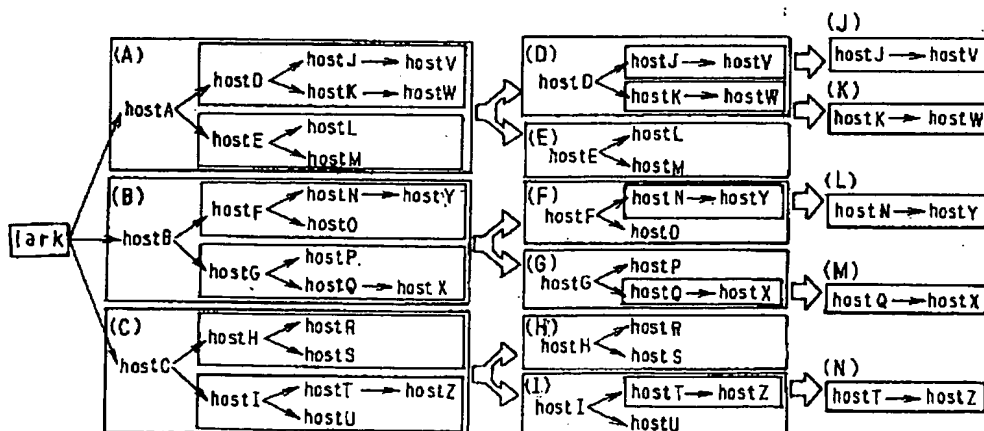 (J)
(A)
(D)
hostJ → hostV
hostJ → hostV
hostJ → hostV
hostD
hostD
hostK → hostW
hostK → hostW
(K)
hostK → hostW
hostA
hostL
hostE
hostM
(E)
hostL
hostE
hostM
(B)
hostN → hostY
hostF
hostO
(F)
hostN → hostY
hostF
hostO
(L)
hostN → hostY
lark
hostB
hostP
hostG
hostQ → hostX
(G)
hostP
hostG
hostQ → hostX
(M)
hostQ → hostX
(C)
hostR
hostH
hostS
(H)
hostR
hostH
hostS
hostC
hostT → hostZ
hostI
hostU
(I)
hostT → hostZ
hostI
hostU
(N)
hostT → hostZ